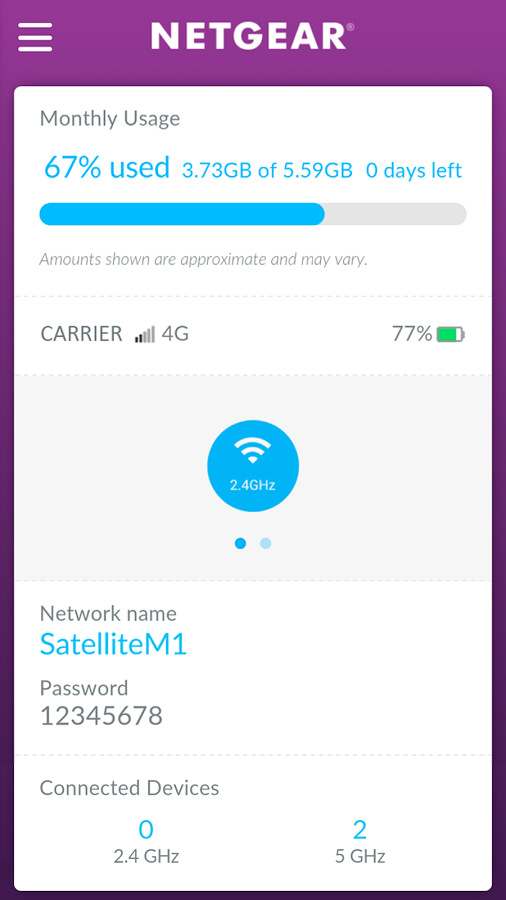 NETGEAR®
Monthly Usage
67% used 3.73GB of 5.59GB 0 days left
Amounts shown are approximate and may vary.
CARRIER 4G 77%
2.4GHz
Network name
SatelliteM1
Password
12345678
Connected Devices
0 2
2.4 GHz 5 GHz